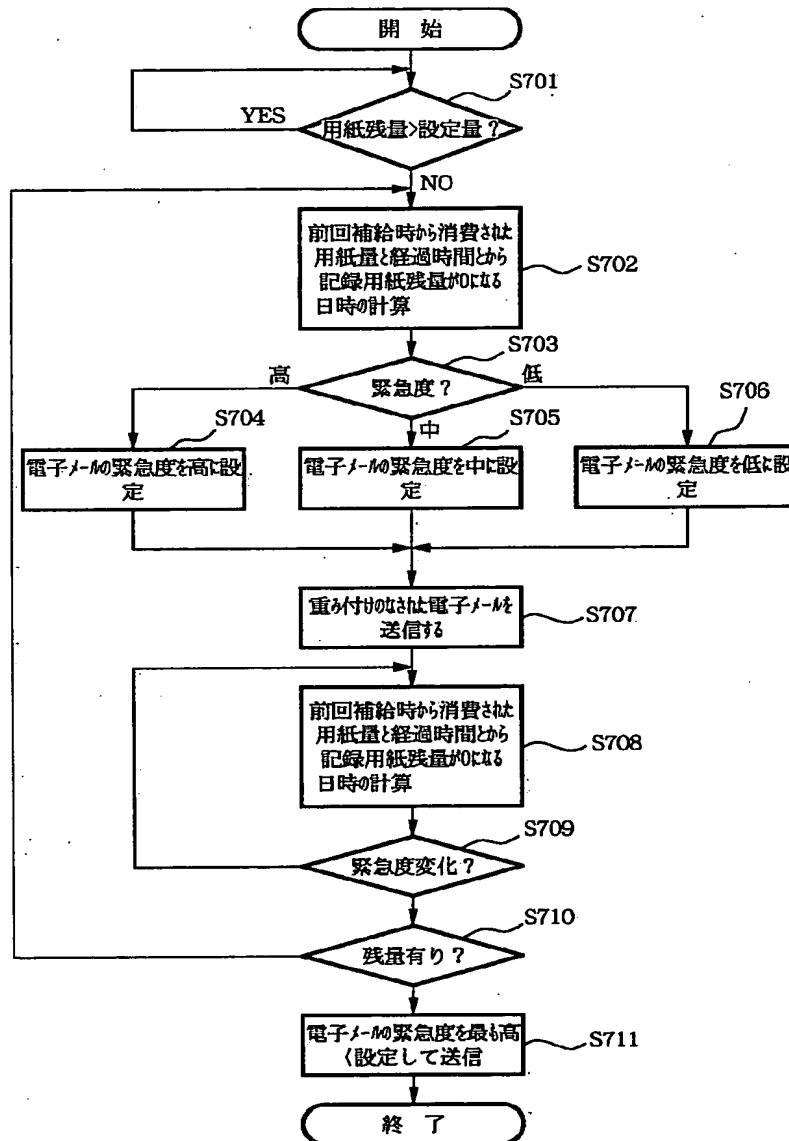 開 始
S701
YES
用紙残量>設定量?
NO
前回補給時から消費された
用紙量と経過時間とから
記録用紙残量が0になる
日時の計算
S702
S703
高
緊急度?
低
S704
中
S705
S706
電子メールの緊急度を高に設
定
電子メールの緊急度を中に設
定
電子メールの緊急度を低に設
定
重み付けのなされた電子メールを
送信する
S707
前回補給時から消費された
用紙量と経過時間とから
記録用紙残量が0になる
日時の計算
S708
S709
緊急度変化?
S710
残量有り?
電子メールの緊急度を最も高
く設定して送信
S711
終 了